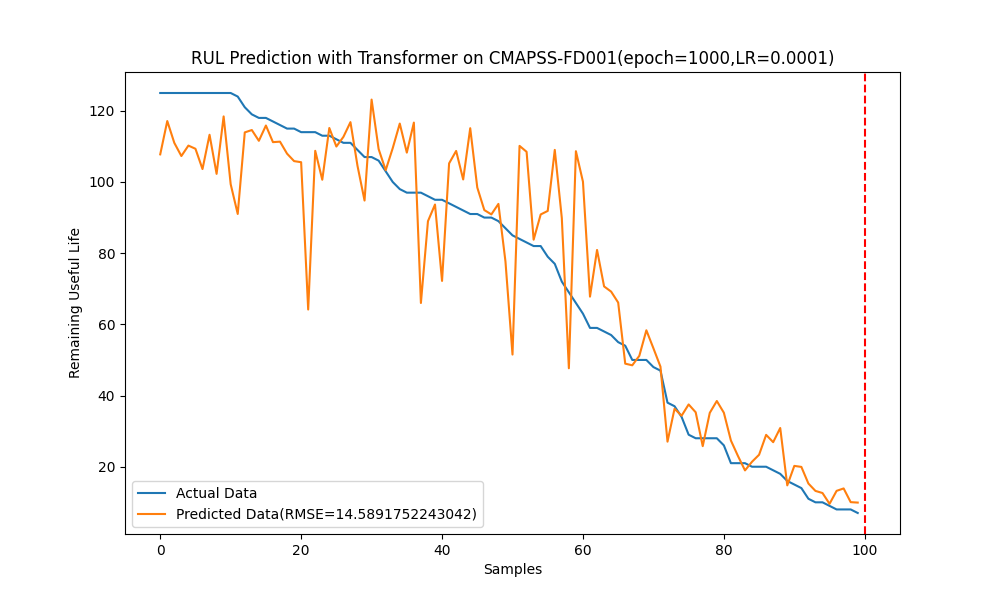 RUL Prediction with Transformer on CMAPSS-FD001(epoch=1000,LR=0.0001)
Remaining Useful Life
120
100
80
60
40
20
Actual Data
Predicted Data(RMSE=14.5891752243042)
0 20 40 60 80 100
Samples